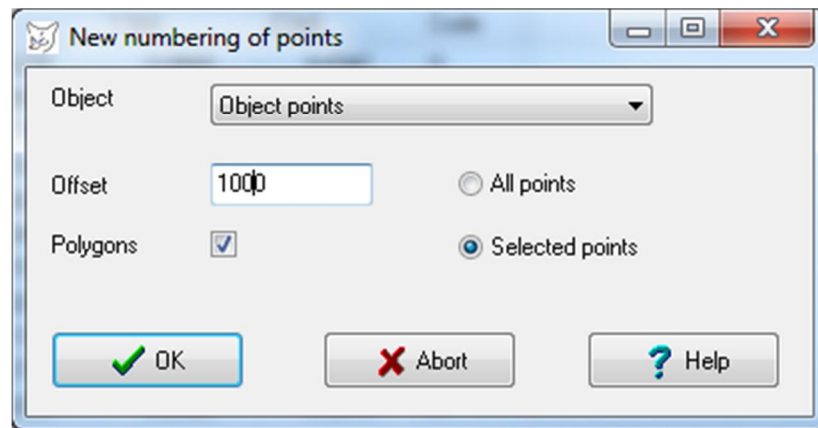 New numbering of points
Object
Object points
Offset
1000
All points
Polygons
Selected points
OK
Abort
? Help